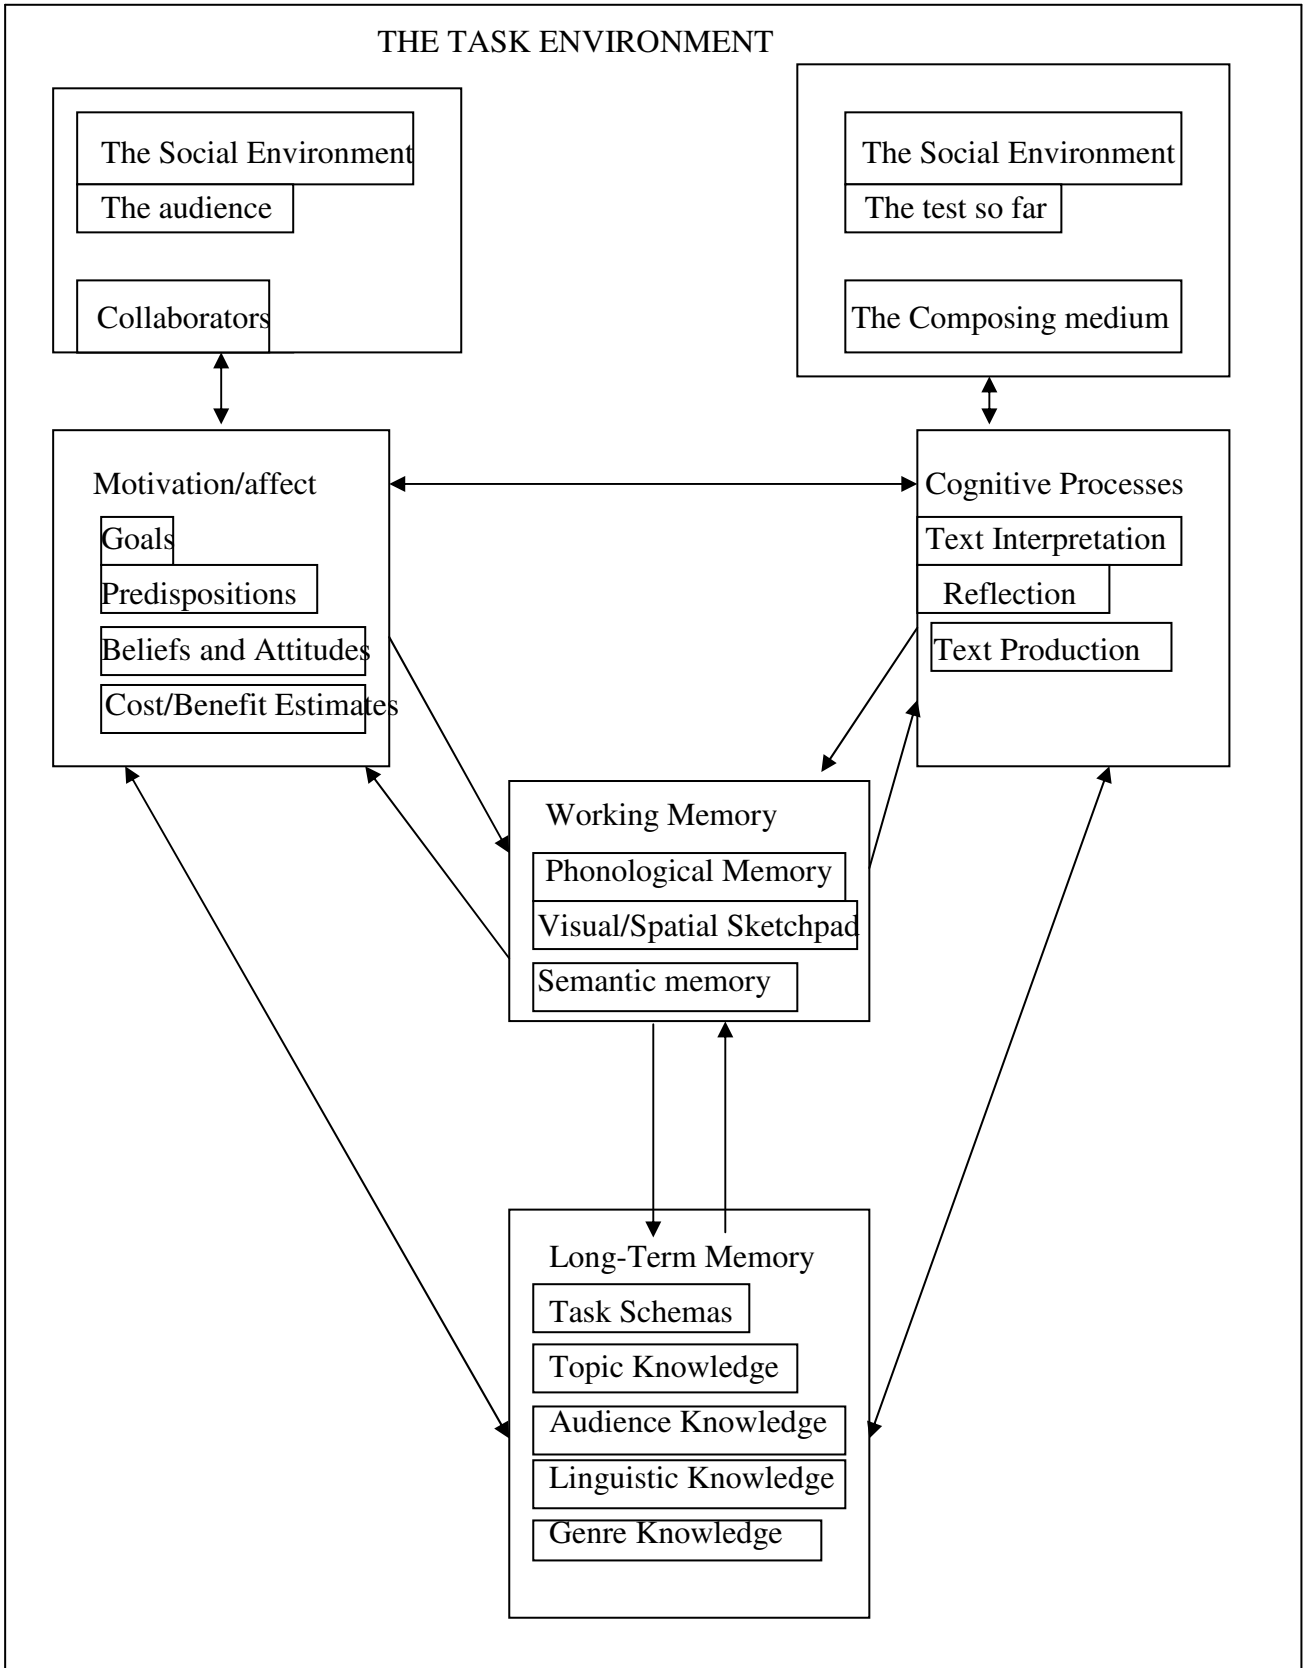 THE TASK ENVIRONMENT
The Social Environment
The audience
Collaborators
The Social Environment
The test so far
The Composing medium
Motivation/affect
Goals
Predispositions
Beliefs and Attitudes
Cost/Benefit Estimates
Cognitive Processes
Text Interpretation
Reflection
Text Production
Working Memory
Phonological Memory
Visual/Spatial Sketchpad
Semantic memory
Long-Term Memory
Task Schemas
Topic Knowledge
Audience Knowledge
Linguistic Knowledge
Genre Knowledge